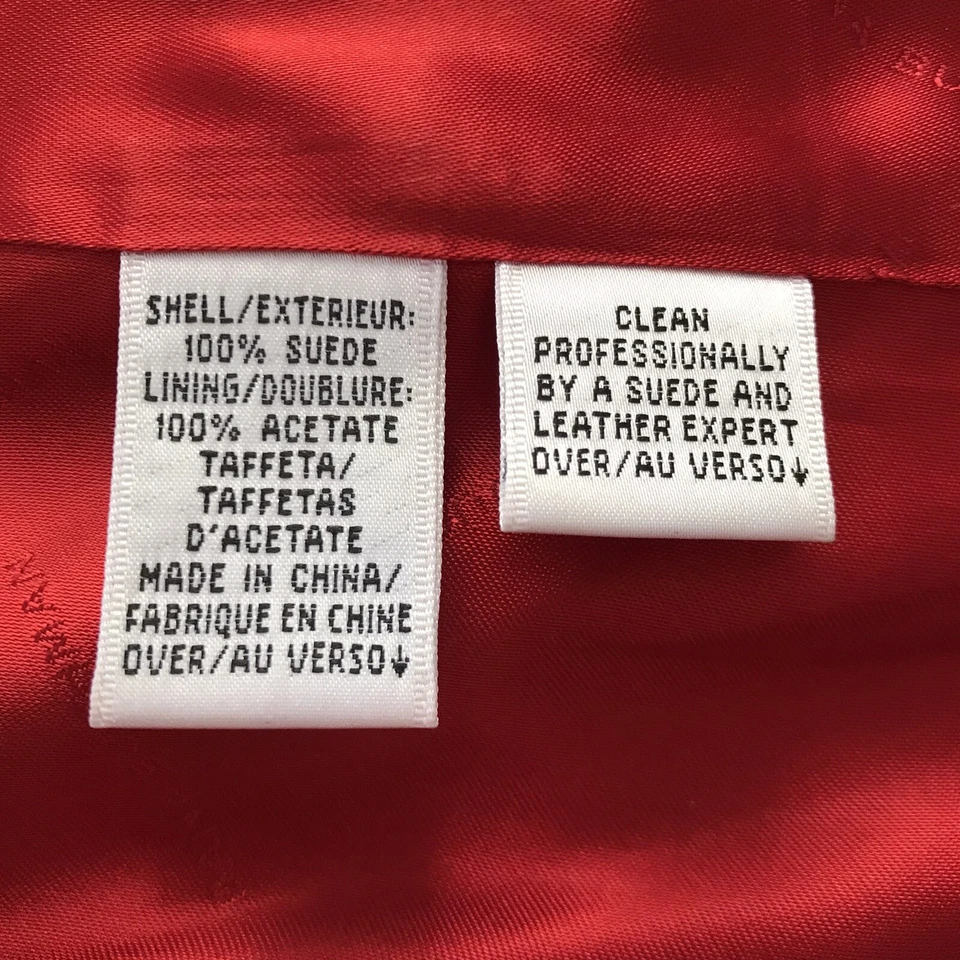 SHELL/EXTERIEUR:
100% SUEDE
LINING/DOUBLURE:
100% ACETATE
TAFFETA/
TAFFETAS
D'ACETATE
MADE IN CHINA/
FABRIQUE EN CHINE
OVER/AU VERSO↓
CLEAN
PROFESSIONALLY
BY A SUEDE AND
LEATHER EXPERT
OVER/AU VERSO↓